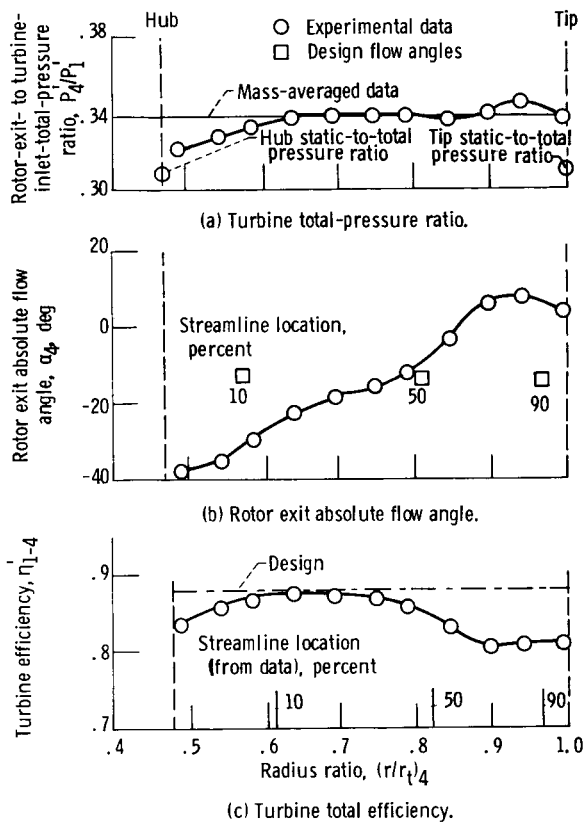 Hub
Tip
Experimental data
Design flow angles
Rotor-exit- to turbine-
inlet-total-pressure
ratio, P4'/P1'
.38
.34
.30
Mass-averaged data
Hub static-to-total
pressure ratio
Tip static-to-total
pressure ratio
(a) Turbine total-pressure ratio.
Rotor exit absolute flow
angle, α4, deg
20
0
-20
-40
Streamline location,
percent
10
50
90
(b) Rotor exit absolute flow angle.
Turbine efficiency, η'1-4
.9
.8
.7
Design
Streamline location
(from data), percent
10
50
90
.4 .5 .6 .7 .8 .9 1.0
Radius ratio, (r/rt)4
(c) Turbine total efficiency.